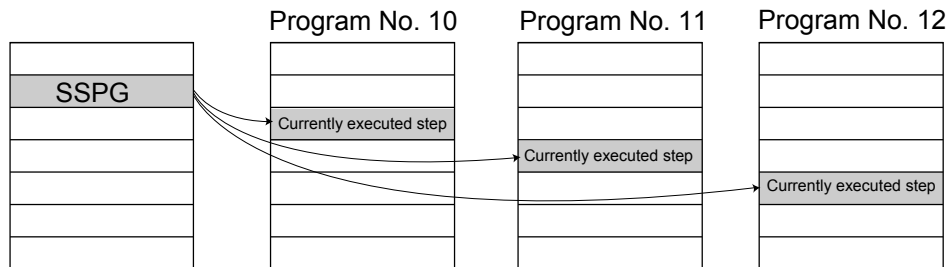 Program No. 10
Program No. 11
Program No. 12
SSPG
Currently executed step
Currently executed step
Currently executed step